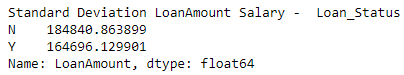 Standard Deviation LoanAmount Salary -  Loan_Status
N    184840.863899
Y    164696.129901
Name: LoanAmount, dtype: float64